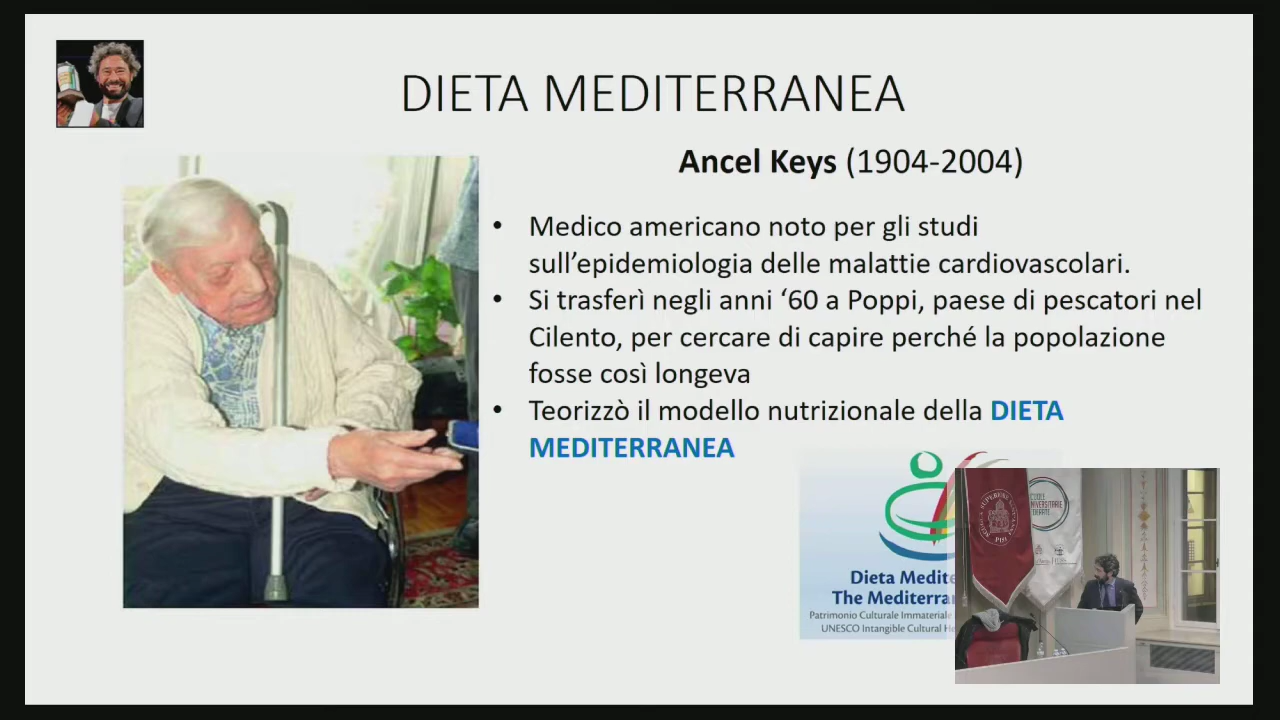 DIETA MEDITERRANEA
Ancel Keys (1904-2004)
• Medico americano noto per gli studi
sull'epidemiologia delle malattie cardiovascolari.
• Si trasferì negli anni ‘60 a Poppi, paese di pescatori nel
Cilento, per cercare di capire perché la popolazione
fosse così longeva
• Teorizzò il modello nutrizionale della DIETA
MEDITERRANEA
Dieta
The
Patrimonio Culturale Immateriale
UNESCO Intangible Cultural